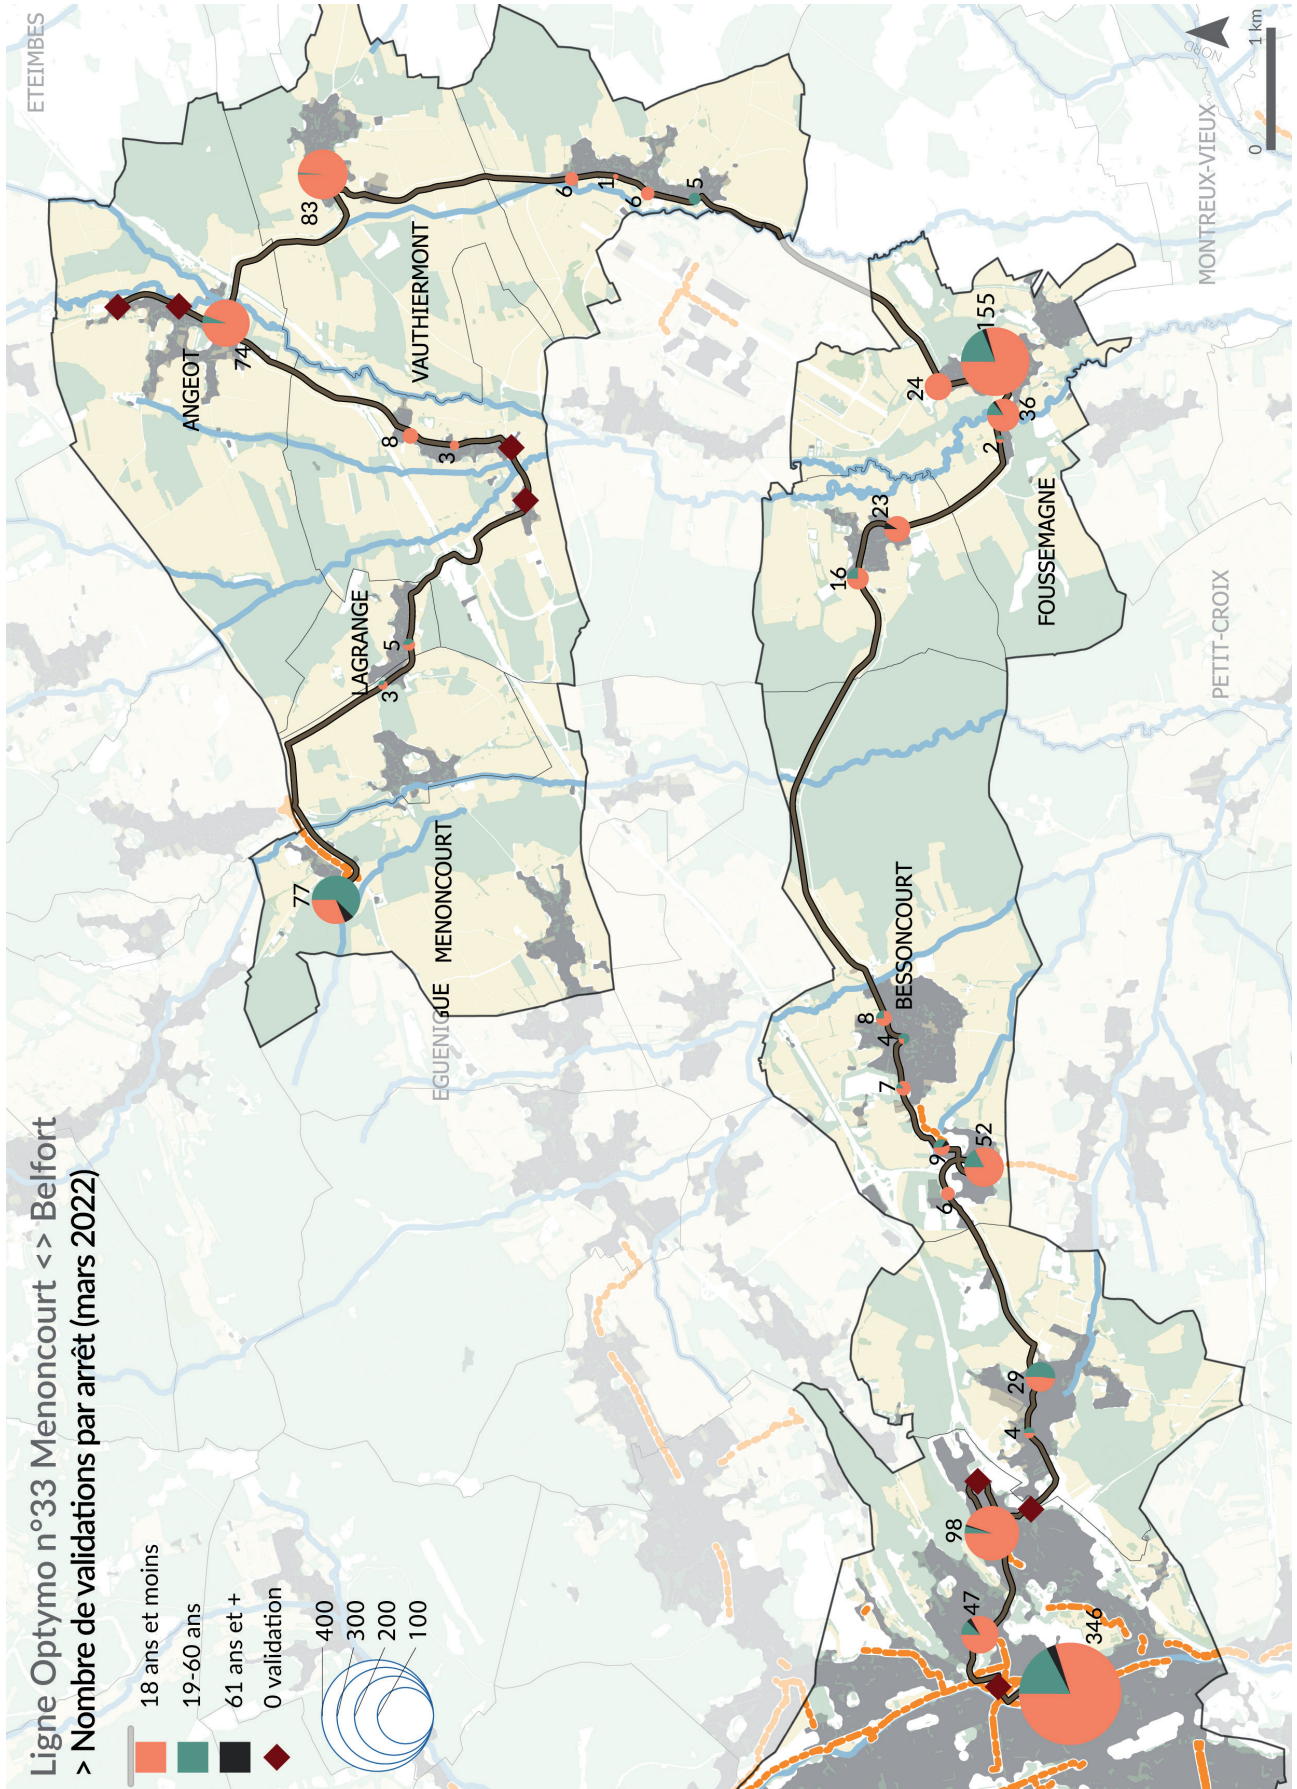 Ligne Optymo n°33 Menoncourt <> Belfort
> Nombre de validations par arrêt (mars 2022)
18 ans et moins
19-60 ans
61 ans et +
0 validation
400
300
200
100
ETEIMBES
ANGEOT
83
74
VAUTHIERMONT
6
1
6
5
8
3
LAGRANGE
5
3
77
MENONCOURT
EGUENIGUE
24
155
36
2
23
16
FOUSSEMAGNE
MONTREUX-VIEUX
PETIT-CROIX
BESSONCOURT
8
4
7
9
52
6
29
4
98
47
346
NORD
0
1 km